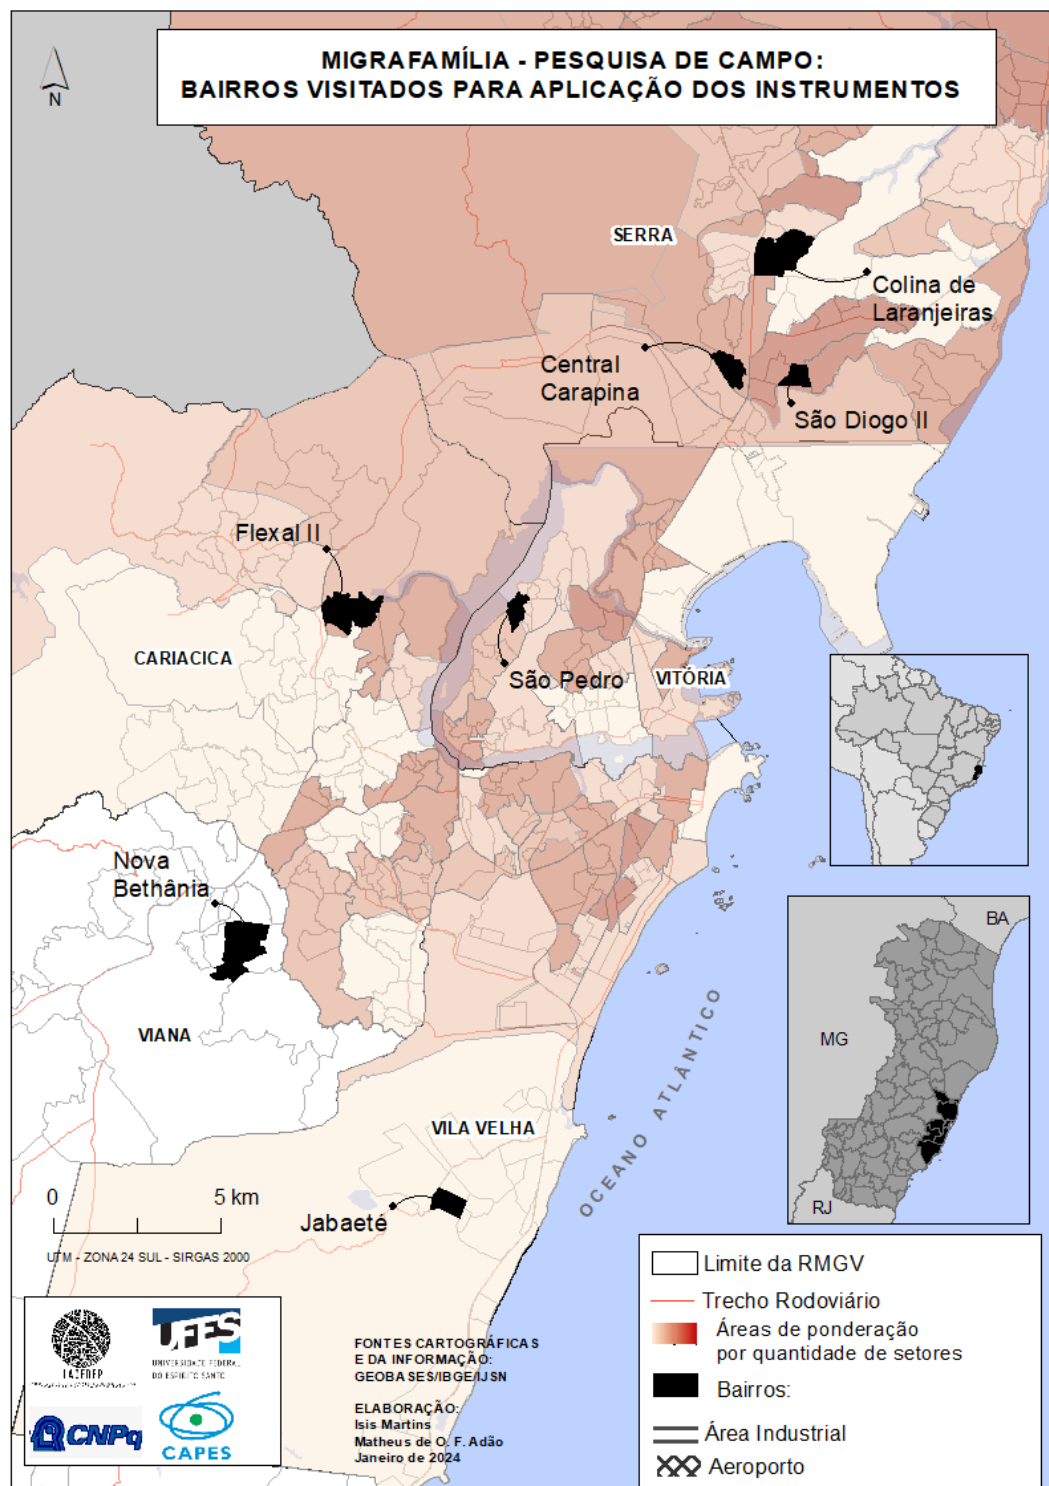 MIGRAFAMÍLIA - PESQUISA DE CAMPO:
BAIRROS VISITADOS PARA APLICAÇÃO DOS INSTRUMENTOS
N
SERRA
Colina de
Laranjeiras
Central
Carapina
São Diogo II
Flexal II
CARIACICA
São Pedro
VITÓRIA
Nova
Bethânia
VIANA
VILA VELHA
Jabaeté
OCEANO ATLÂNTICO
BA
MG
RJ
0 5 km
UTM - ZONA 24 SUL - SIRGAS 2000
Limite da RMGV
Trecho Rodoviário
Áreas de ponderação
por quantidade de setores
Bairros:
Área Industrial
Aeroporto
UFES
UNIVERSIDADE FEDERAL
DO ESPÍRITO SANTO
CNPq
CAPES
FONTES CARTOGRÁFICAS
E DA INFORMAÇÃO:
GEOBASES/IBGE/IJSN
ELABORAÇÃO:
Isis Martins
Matheus de O. F. Adão
Janeiro de 2024